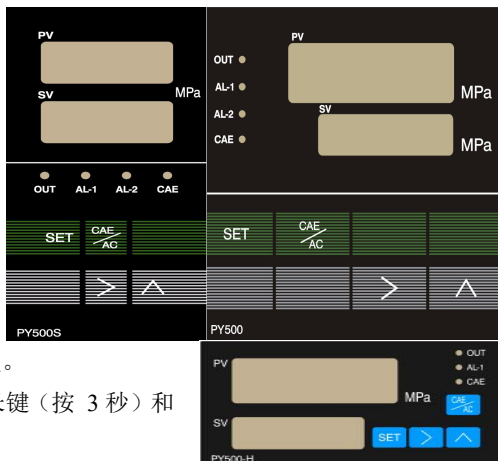 PV
SV
MPa
OUT AL-1 AL-2 CAE
SET CAE/AC
> ∧
PY500S
PV
OUT
AL-1
MPa
SV
AL-2
CAE
MPa
SET CAE/AC
> ∧
PY500
。
键（按 3 秒）和
PV
OUT
AL-1
CAE
MPa
CAE/AC
SV
SET > ∧
PY500-H